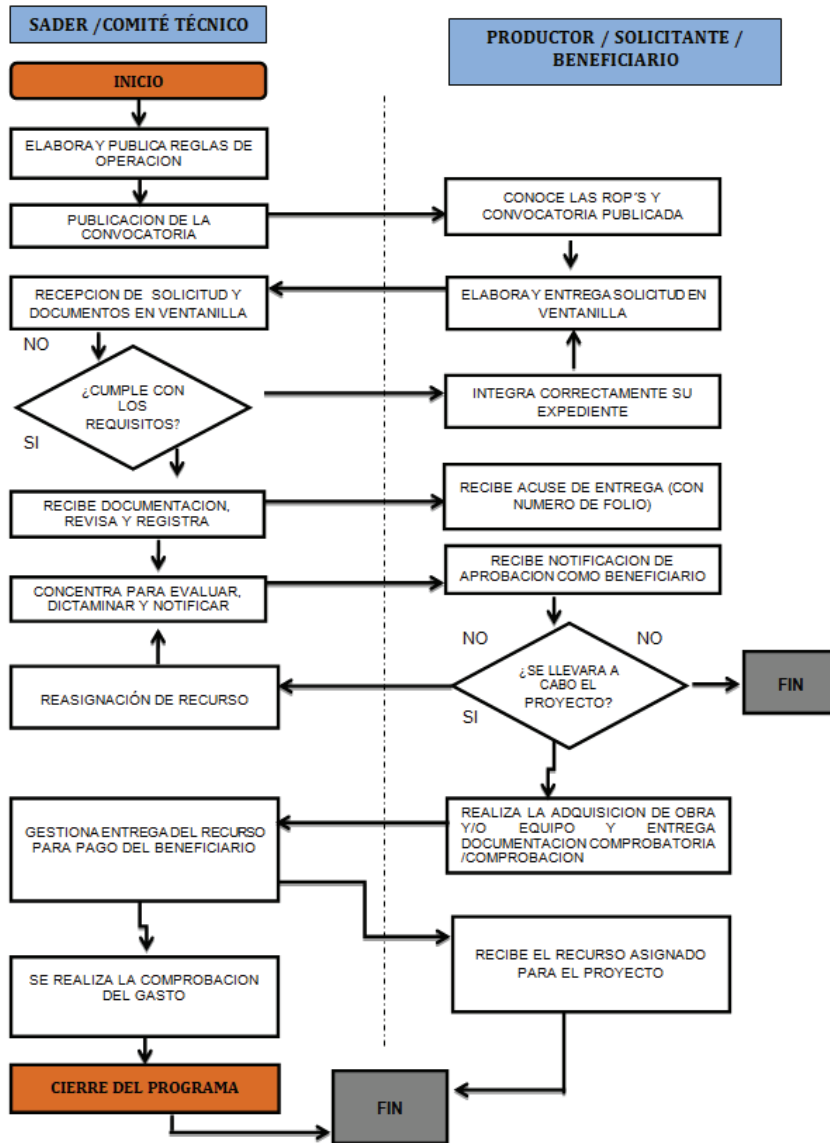 SADER /COMITÉ TÉCNICO
PRODUCTOR / SOLICITANTE /
BENEFICIARIO
INICIO
ELABORA Y PUBLICA REGLAS DE
OPERACION
PUBLICACION DE LA
CONVOCATORIA
CONOCE LAS ROP´S Y
CONVOCATORIA PUBLICADA
RECEPCION DE SOLICITUD Y
DOCUMENTOS EN VENTANILLA
ELABORA Y ENTREGA SOLICITUD EN
VENTANILLA
NO
¿CUMPLE CON
LOS
REQUISITOS?
SI
INTEGRA CORRECTAMENTE SU
EXPEDIENTE
RECIBE DOCUMENTACION,
REVISA Y REGISTRA
RECIBE ACUSE DE ENTREGA (CON
NUMERO DE FOLIO)
CONCENTRA PARA EVALUAR,
DICTAMINAR Y NOTIFICAR
RECIBE NOTIFICACION DE
APROBACION COMO BENEFICIARIO
NO
NO
¿SE LLEVARA A
CABO EL
PROYECTO?
SI
FIN
REASIGNACIÓN DE RECURSO
GESTIONA ENTREGA DEL RECURSO
PARA PAGO DEL BENEFICIARIO
REALIZA LA ADQUISICION DE OBRA
Y/O EQUIPO Y ENTREGA
DOCUMENTACION COMPROBATORIA
/COMPROBACION
SE REALIZA LA COMPROBACION
DEL GASTO
RECIBE EL RECURSO ASIGNADO
PARA EL PROYECTO
CIERRE DEL PROGRAMA
FIN